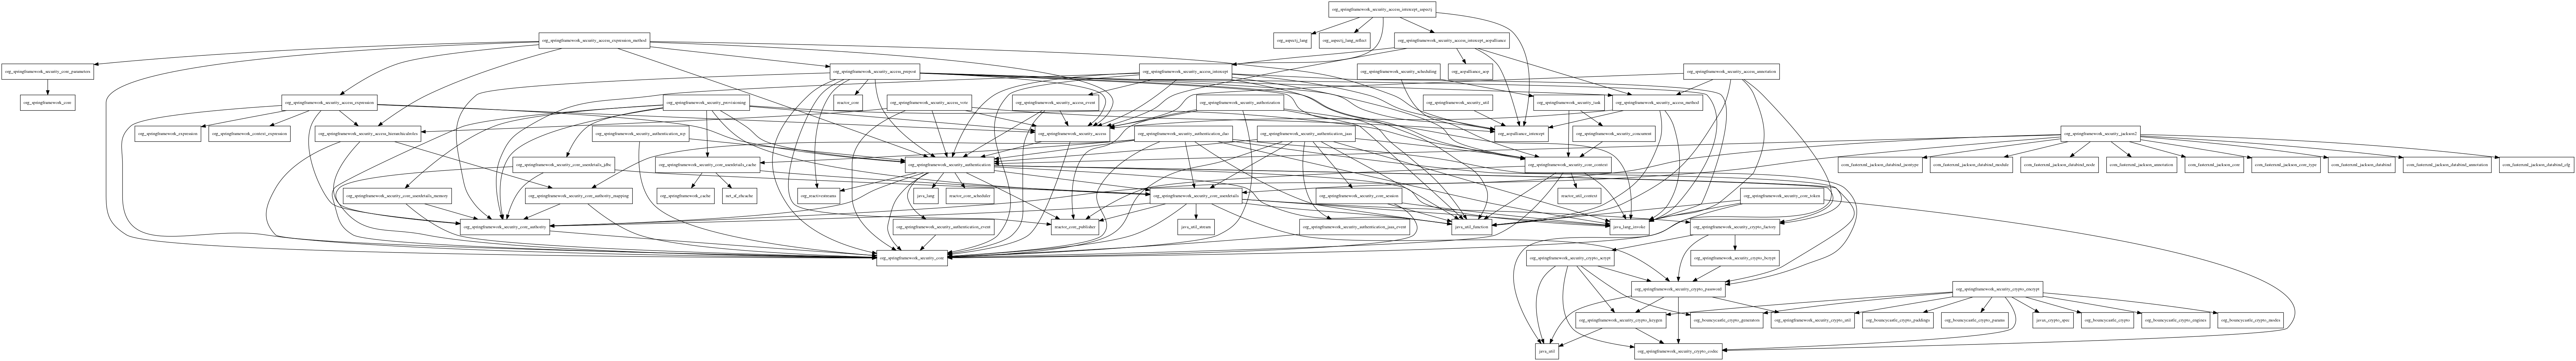 org_springframework_security_access_intercept_aspectj
org_springframework_security_access_expression_method
org_aspectj_lang
org_aspectj_lang_reflect
org_springframework_security_access_intercept_aopalliance
org_springframework_security_core_parameters
org_springframework_security_access_prepost
org_springframework_security_access_intercept
org_springframework_security_scheduling
org_aopalliance_aop
org_springframework_security_access_annotation
org_springframework_core
org_springframework_security_access_expression
org_springframework_security_provisioning
reactor_core
org_springframework_security_access_vote
org_springframework_security_access_event
org_springframework_security_authorization
org_springframework_security_util
org_springframework_security_task
org_springframework_security_access_method
org_springframework_expression
org_springframework_context_expression
org_springframework_security_access_hierarchicalroles
org_springframework_security_authentication_rcp
org_springframework_security_access
org_springframework_security_authentication_dao
org_springframework_security_authentication_jaas
org_aopalliance_intercept
org_springframework_security_concurrent
org_springframework_security_jackson2
org_springframework_security_core_userdetails_jdbc
org_springframework_security_core_userdetails_cache
org_springframework_security_authentication
org_springframework_security_core_context
com_fasterxml_jackson_databind_jsontype
com_fasterxml_jackson_databind_module
com_fasterxml_jackson_databind_node
com_fasterxml_jackson_annotation
com_fasterxml_jackson_core
com_fasterxml_jackson_core_type
com_fasterxml_jackson_databind
com_fasterxml_jackson_databind_annotation
com_fasterxml_jackson_databind_cfg
org_springframework_security_core_userdetails_memory
org_springframework_security_core_authority_mapping
org_springframework_cache
net_sf_ehcache
org_reactivestreams
java_lang
reactor_core_scheduler
org_springframework_security_core_userdetails
org_springframework_security_core_session
reactor_util_context
org_springframework_security_core_token
org_springframework_security_core_authority
org_springframework_security_authentication_event
reactor_core_publisher
java_util_stream
org_springframework_security_authentication_jaas_event
java_util_function
java_lang_invoke
org_springframework_security_crypto_factory
org_springframework_security_core
org_springframework_security_crypto_scrypt
org_springframework_security_crypto_bcrypt
org_springframework_security_crypto_password
org_springframework_security_crypto_encrypt
org_springframework_security_crypto_keygen
org_bouncycastle_crypto_generators
org_springframework_security_crypto_util
org_bouncycastle_crypto_paddings
org_bouncycastle_crypto_params
javax_crypto_spec
org_bouncycastle_crypto
org_bouncycastle_crypto_engines
org_bouncycastle_crypto_modes
java_util
org_springframework_security_crypto_codec